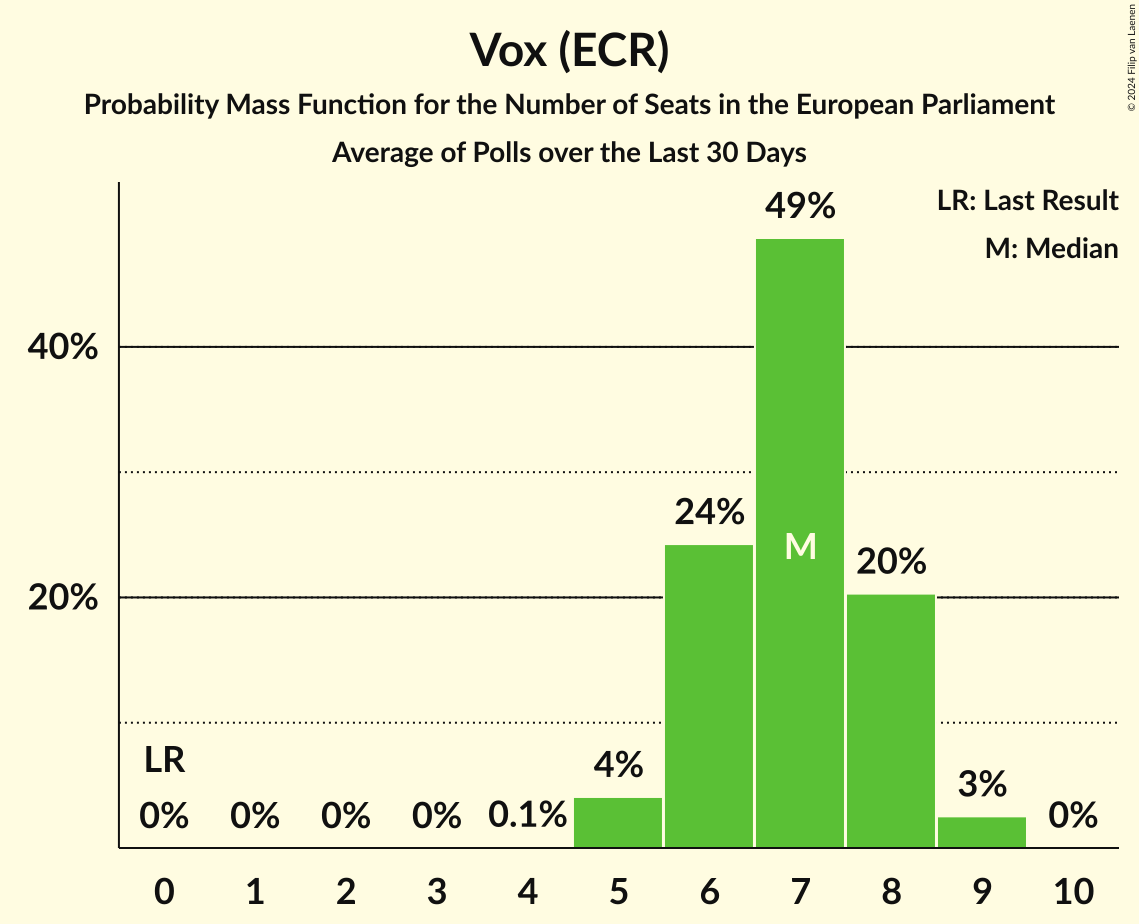 Vox (ECR)
Probability Mass Function for the Number of Seats in the European Parliament
Average of Polls over the Last 30 Days
© 2024 Filip van Laenen
LR: Last Result
M: Median
49%
40%
24%
M
20%
20%
LR
4%
3%
0% 0% 0% 0% 0.1% 0%
0 1 2 3 4 5 6 7 8 9 10